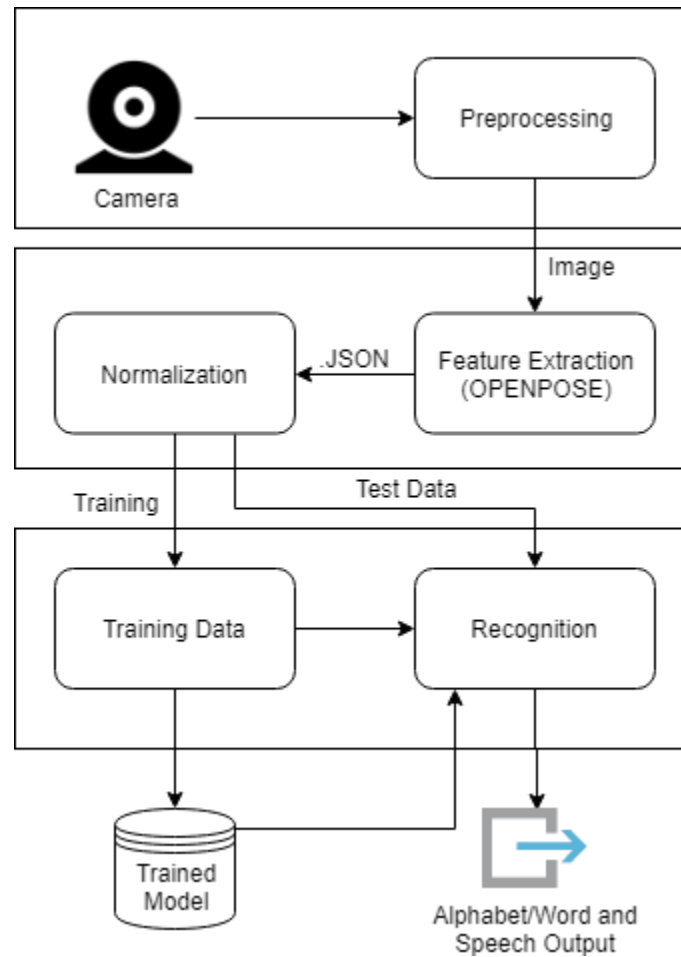 Preprocessing
Camera
Image
Normalization
.JSON
Feature Extraction
(OPENPOSE)
Training
Test Data
Training Data
Recognition
Trained
Model
Alphabet/Word and
Speech Output